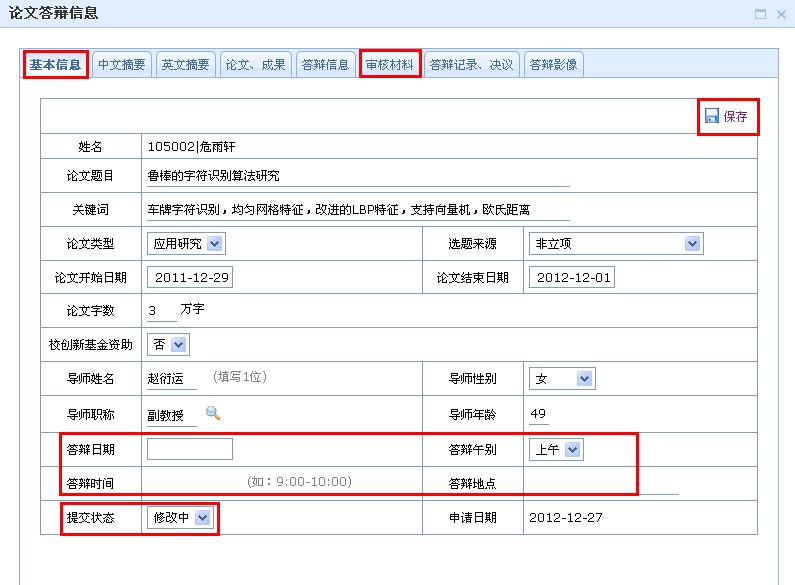 论文答辩信息
基本信息 中文摘要 英文摘要 论文、成果 答辩信息 审核材料 答辩记录、决议 答辩影像
保存
姓名 105002|危雨轩
论文题目 鲁棒的字符识别算法研究
关键词 车牌字符识别，均匀网格特征，改进的LBP特征，支持向量机，欧氏距离
论文类型 应用研究 选题来源 非立项
论文开始日期 2011-12-29 论文结束日期 2012-12-01
论文字数 3 万字
校创新基金资助 否
导师姓名 赵衍运 (填写1位) 导师性别 女
导师职称 副教授 导师年龄 49
答辩日期 答辩午别 上午
答辩时间 (如：9:00-10:00) 答辩地点
提交状态 修改中 申请日期 2012-12-27